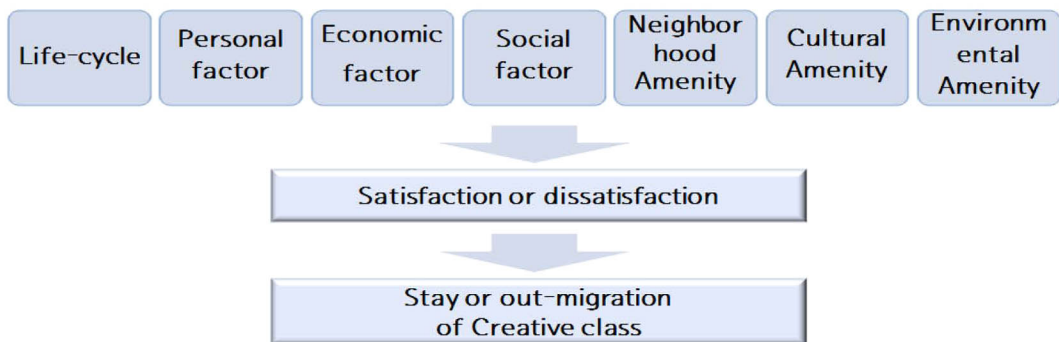 Life-cycle
Personal
factor
Economic
factor
Social
factor
Neighbor
hood
Amenity
Cultural
Amenity
Environm
ental
Amenity
Satisfaction or dissatisfaction
Stay or out-migration
of Creative class